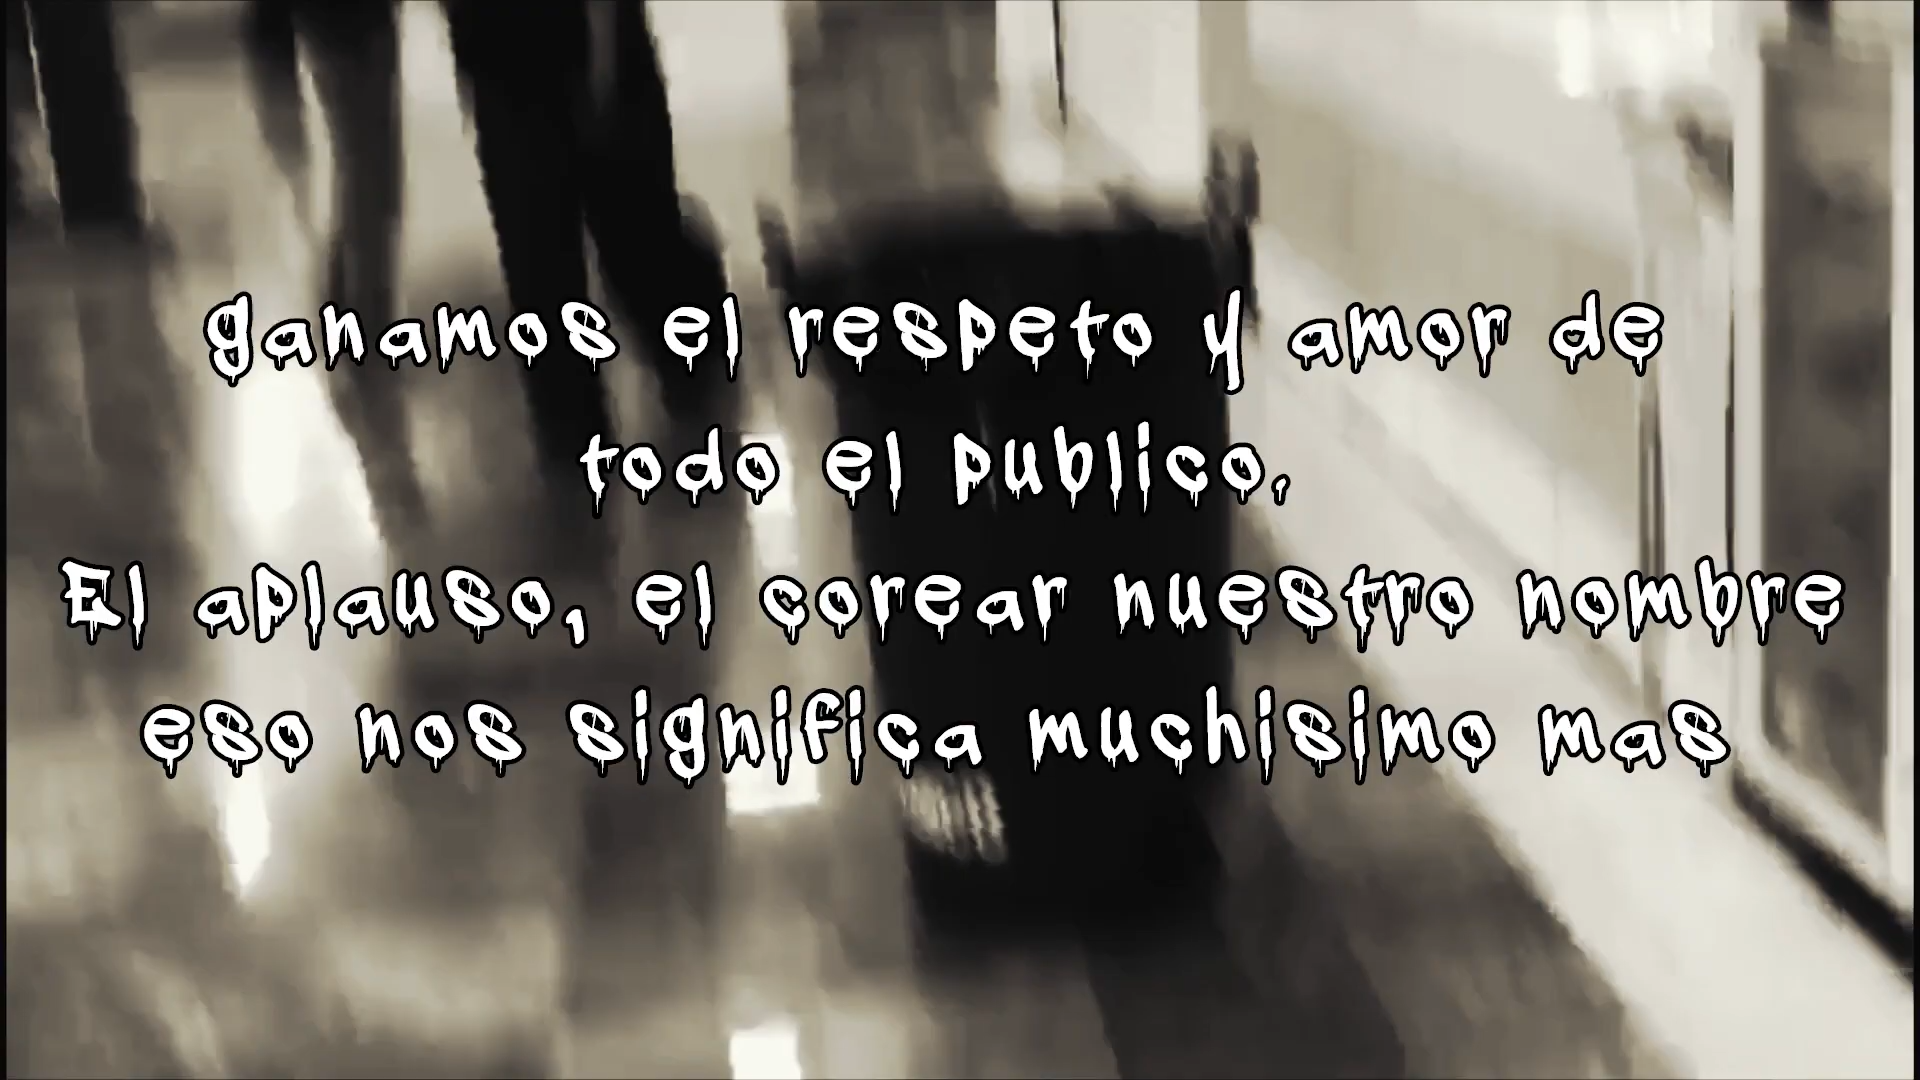 ganamos el respeto y amor de
todo el publico.
El aplauso, el corear nuestro nombre
eso nos significa muchisimo mas